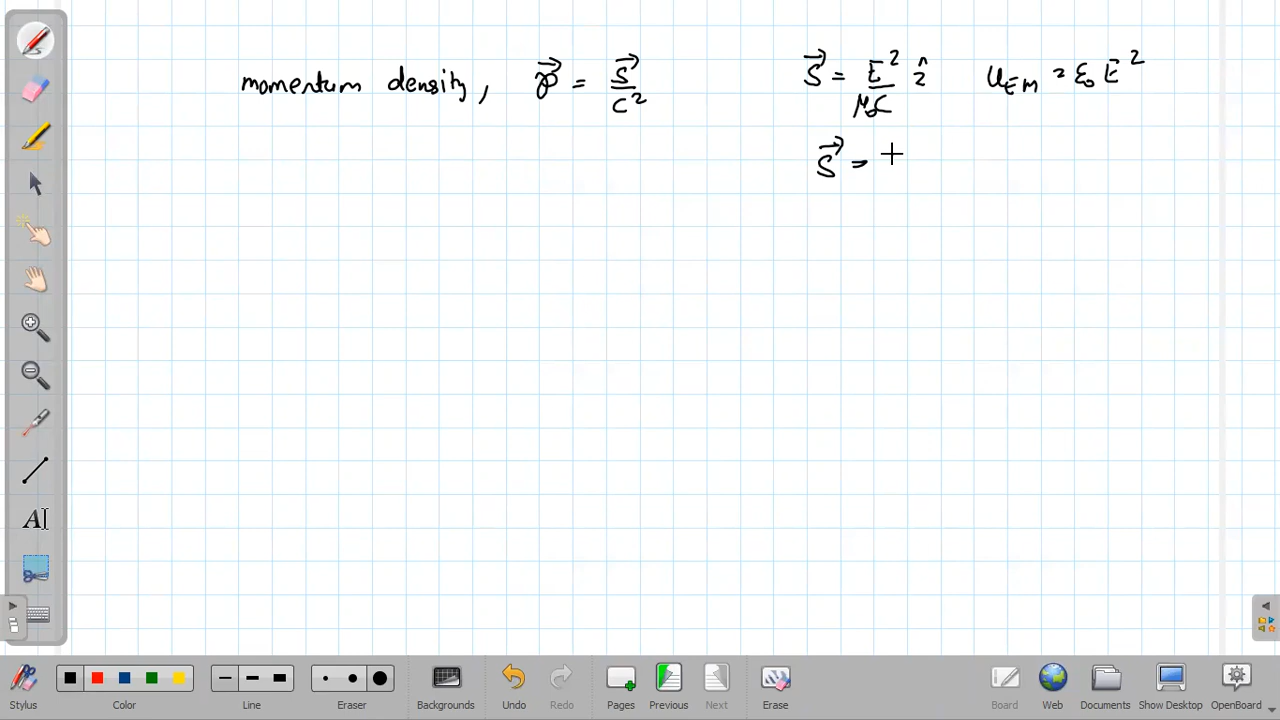 momentum density, ℘⃗ = S⃗/c² S⃗ = E²/μ₀c ẑ u_EM = ε₀E²
S⃗ =
A
Stylus Color Line Eraser Backgrounds Undo Redo Pages Previous Next Erase Board Web Documents Show Desktop OpenBoard